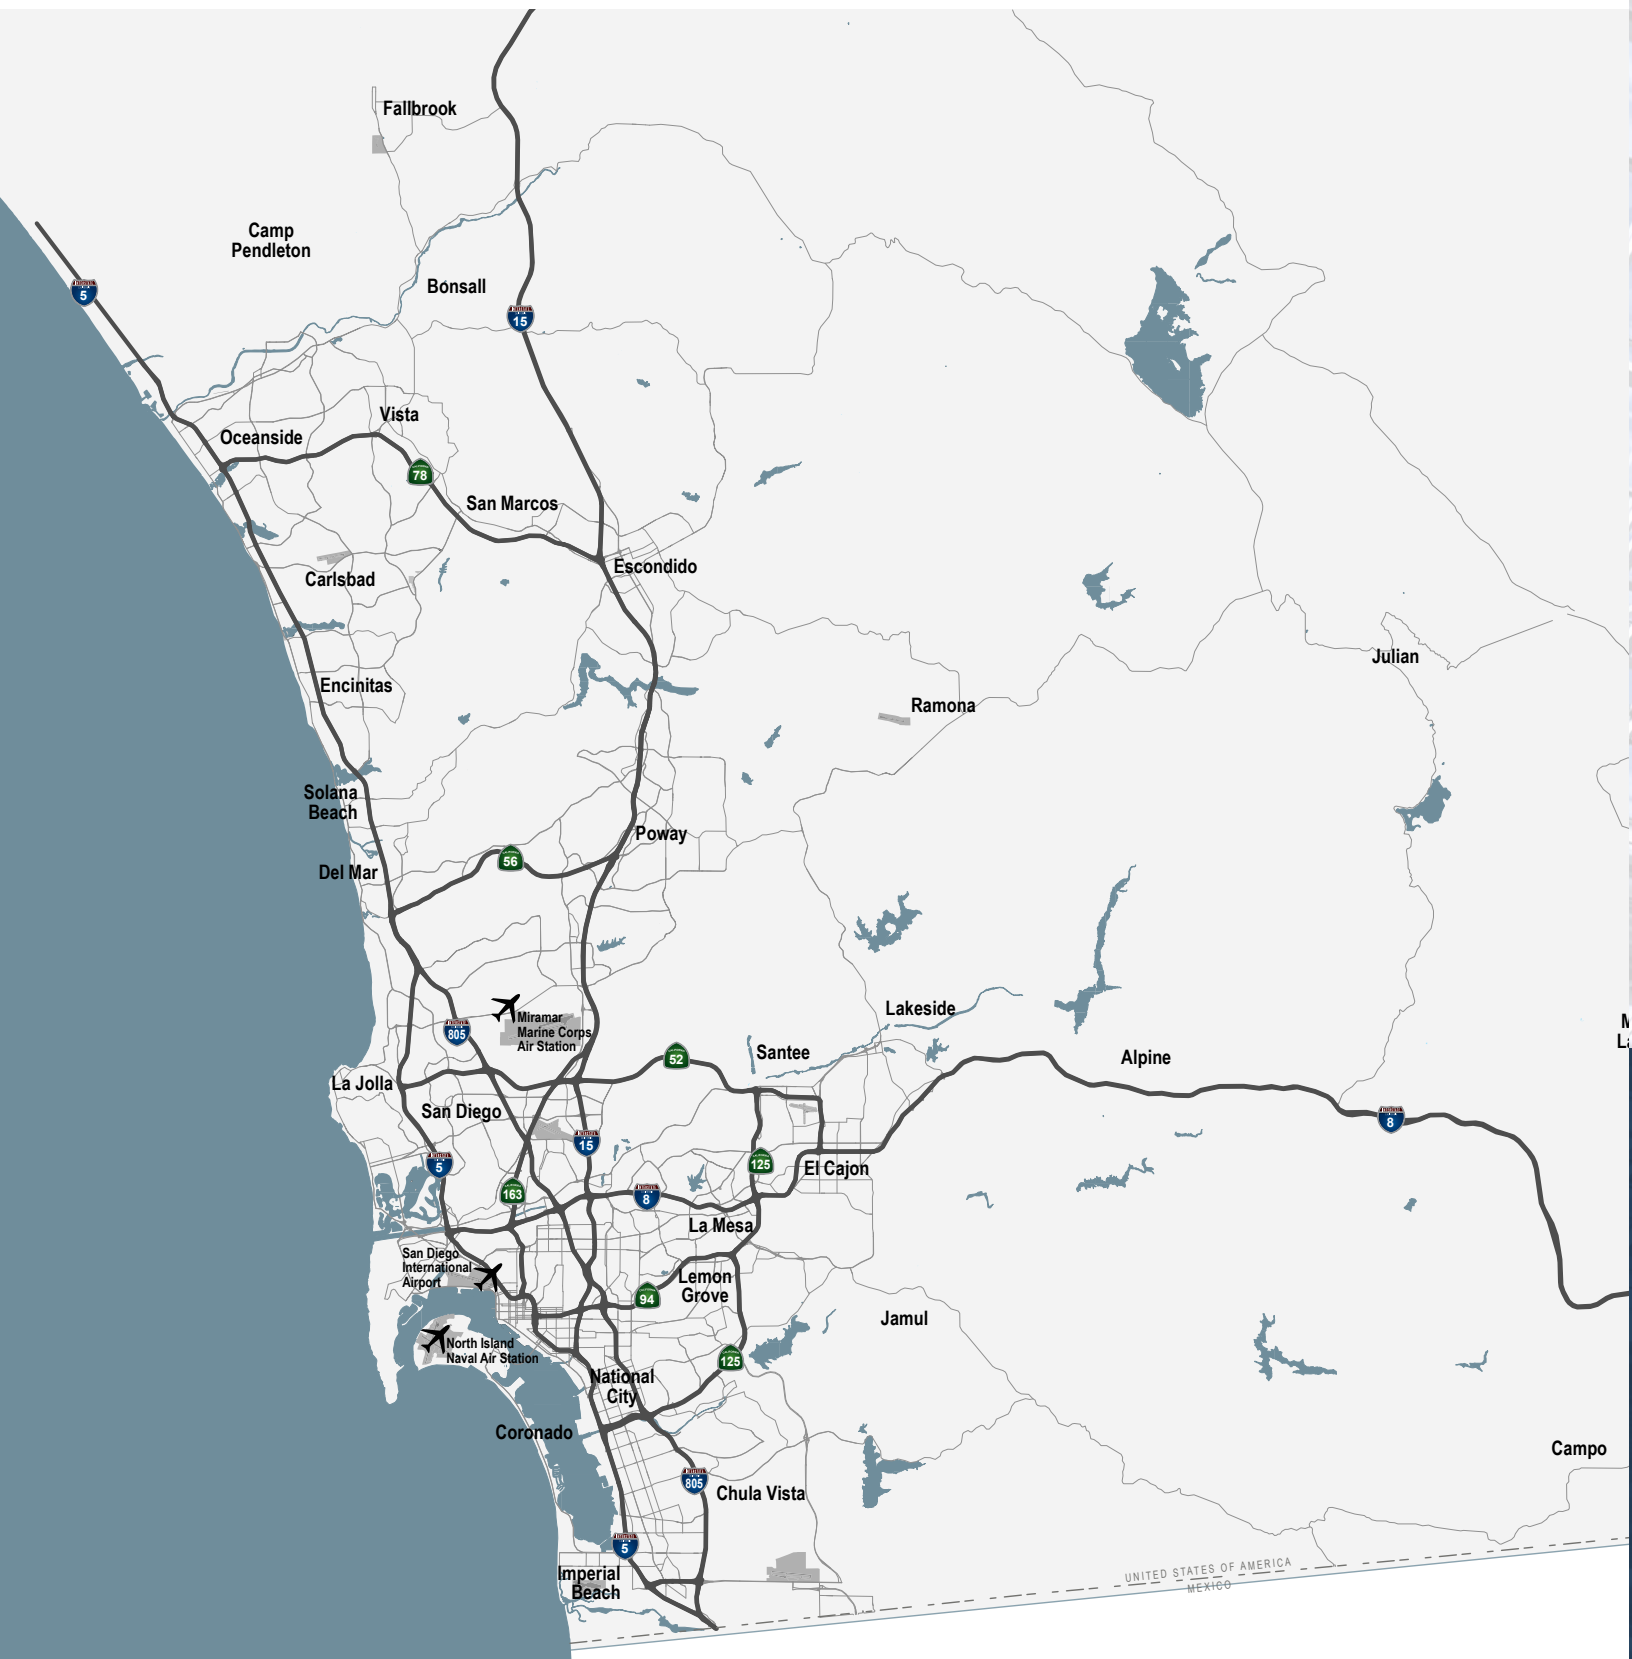 Fallbrook
Camp
Pendleton
Bonsall
5
15
Vista
Oceanside
78
San Marcos
Escondido
Carlsbad
Julian
Encinitas
Ramona
Solana
Beach
Poway
56
Del Mar
Lakeside
Miramar
Marine Corps
Air Station
805
Santee
52
Alpine
La Jolla
San Diego
8
15
5
125
El Cajon
163
8
La Mesa
San Diego
International
Airport
Lemon
Grove
94
Jamul
North Island
Naval Air Station
125
National
City
Coronado
Campo
805
Chula Vista
5
Imperial
Beach
UNITED STATES OF AMERICA
MEXICO